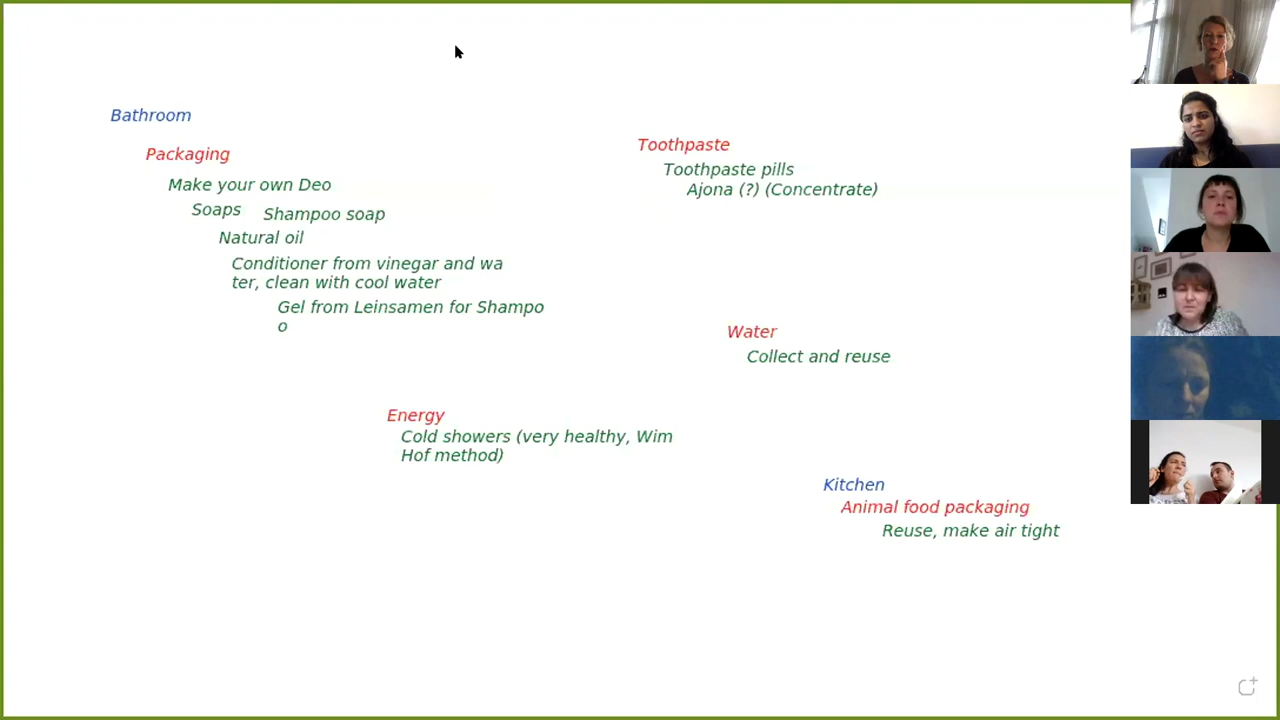 Bathroom
Packaging
Make your own Deo
Soaps
Shampoo soap
Natural oil
Conditioner from vinegar and wa
ter, clean with cool water
Gel from Leinsamen for Shampo
o
Toothpaste
Toothpaste pills
Ajona (?) (Concentrate)
Water
Collect and reuse
Energy
Cold showers (very healthy, Wim
Hof method)
Kitchen
Animal food packaging
Reuse, make air tight